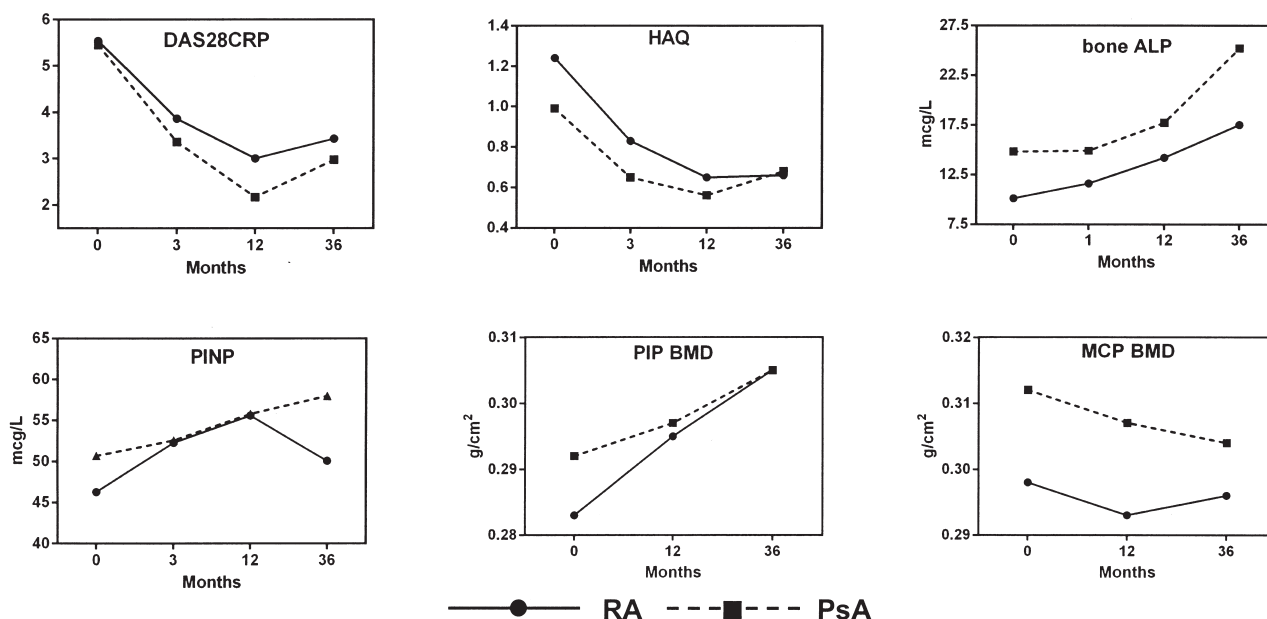 DAS28CRP
6
5
4
3
2
0 3 12 36
Months
HAQ
1.4
1.2
1.0
0.8
0.6
0.4
0 3 12 36
Months
bone ALP
mcg/L
27.5
22.5
17.5
12.5
7.5
0 1 12 36
Months
PINP
mcg/L
65
60
55
50
45
40
0 3 12 36
Months
PIP BMD
g/cm²
0.31
0.30
0.29
0.28
0 12 36
Months
MCP BMD
g/cm²
0.32
0.31
0.30
0.29
0 12 36
Months
RA PsA